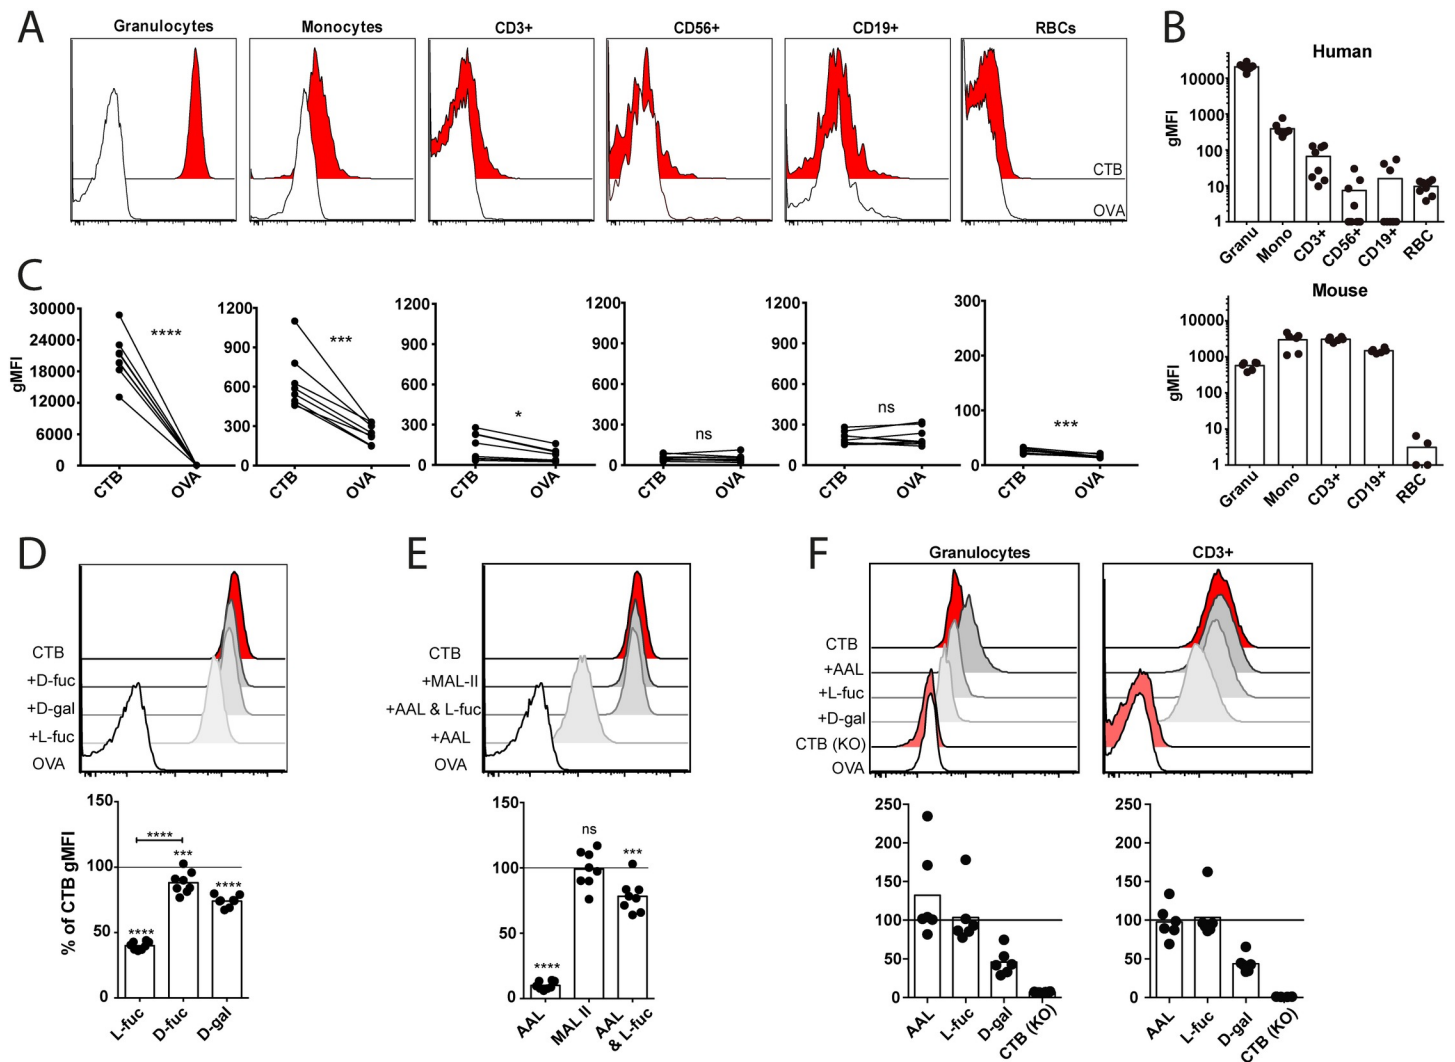 A
Granulocytes
Monocytes
CD3+
CD56+
CD19+
RBCs
CTB
OVA
B
Human
gMFI
10000
1000
100
10
1
Granu
Mono
CD3+
CD56+
CD19+
RBC
Mouse
gMFI
10000
1000
100
10
1
Granu
Mono
CD3+
CD19+
RBC
C
gMFI
30000
24000
18000
12000
6000
0
****
CTB
OVA
1200
900
600
300
0
***
CTB
OVA
1200
900
600
300
0
*
CTB
OVA
1200
900
600
300
0
ns
CTB
OVA
1200
900
600
300
0
ns
CTB
OVA
300
200
100
0
***
CTB
OVA
D
CTB
+D-fuc
+D-gal
+L-fuc
OVA
% of CTB gMFI
150
100
50
0
****
***
****
****
L-fuc
D-fuc
D-gal
E
CTB
+MAL-II
+AAL & L-fuc
+AAL
OVA
150
100
50
0
ns
***
****
AAL
MAL II
AAL
& L-fuc
F
Granulocytes
CD3+
CTB
+AAL
+L-fuc
+D-gal
CTB (KO)
OVA
250
200
150
100
50
0
AAL
L-fuc
D-gal
CTB (KO)
250
200
150
100
50
0
AAL
L-fuc
D-gal
CTB (KO)